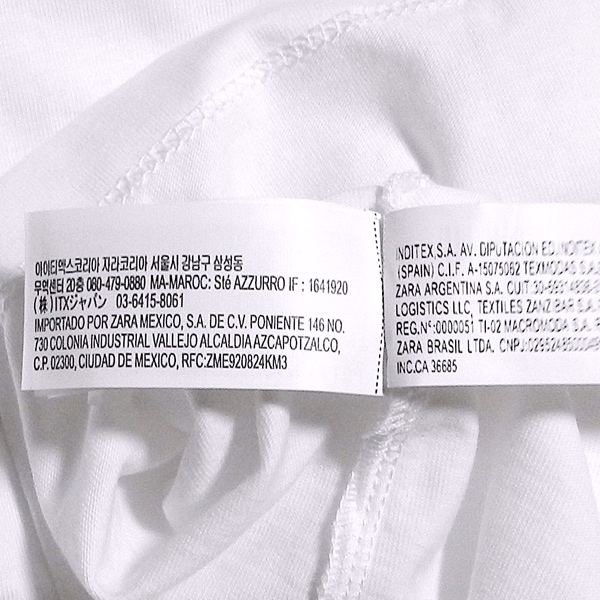 아이티엑스코리아 자라코리아 서울시 강남구 삼성동
무역센터 20층 080-479-0880 MA-MAROC: Sté AZZURRO IF : 1641920
(株) ITXジャパン 03-6415-8061
IMPORTADO POR ZARA MEXICO, S.A. DE C.V. PONIENTE 146 NO.
730 COLONIA INDUSTRIAL VALLEJO ALCALDIA AZCAPOTZALCO,
C.P. 02300, CIUDAD DE MEXICO, RFC:ZME920824KM3
INDITEX,S.A. AV. DIPUTACION ED.INDITEX
(SPAIN) C.I.F. A-15075062 TEXMODAS S.A.
ZARA ARGENTINA S.A. CUIT
LOGISTICS LLC, TEXTILES ZANZ BAR S.A.
REG.Nº:0000051 TI-02 MACROMODA S.A.
ZARA BRASIL LTDA.
INC.CA 36685